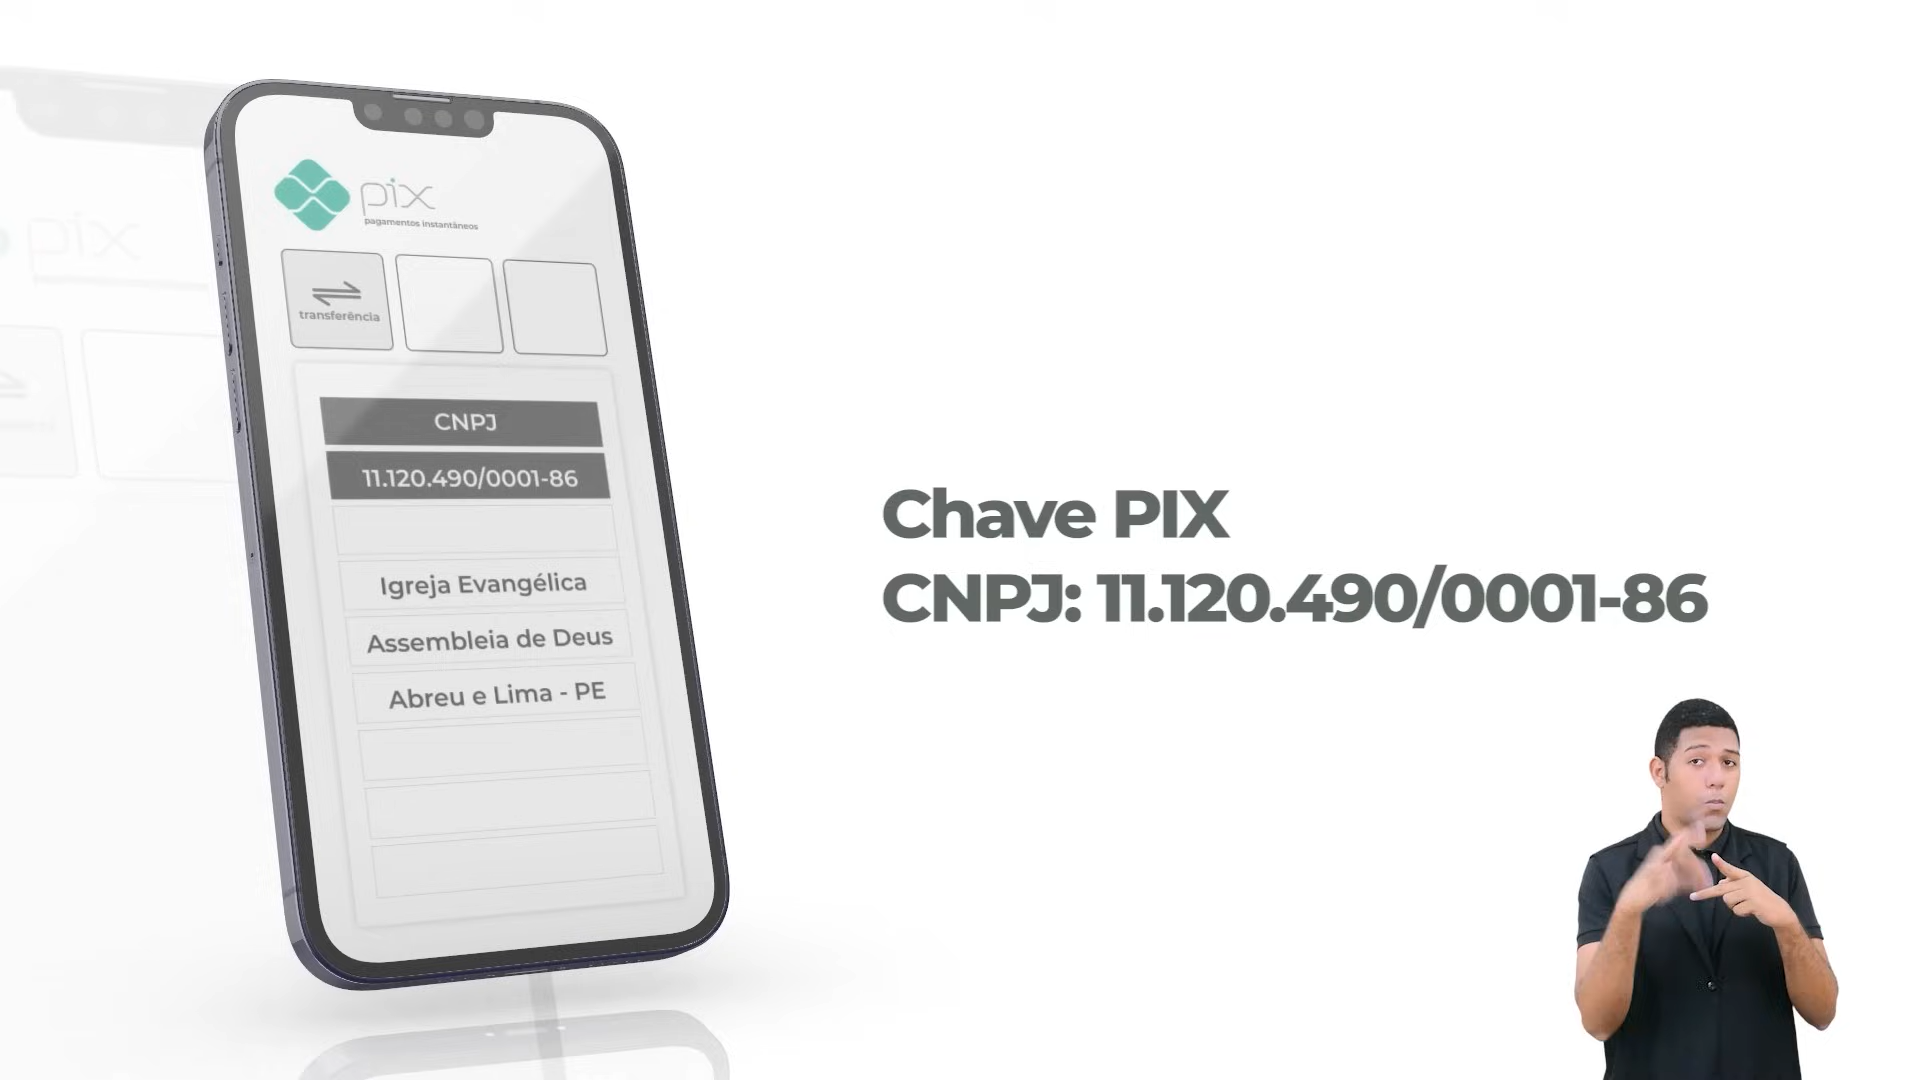 pix
pagamentos instantâneos
transferência
CNPJ
11.120.490/0001-86
Igreja Evangélica
Assembleia de Deus
Abreu e Lima - PE
Chave PIX
CNPJ: 11.120.490/0001-86
pix